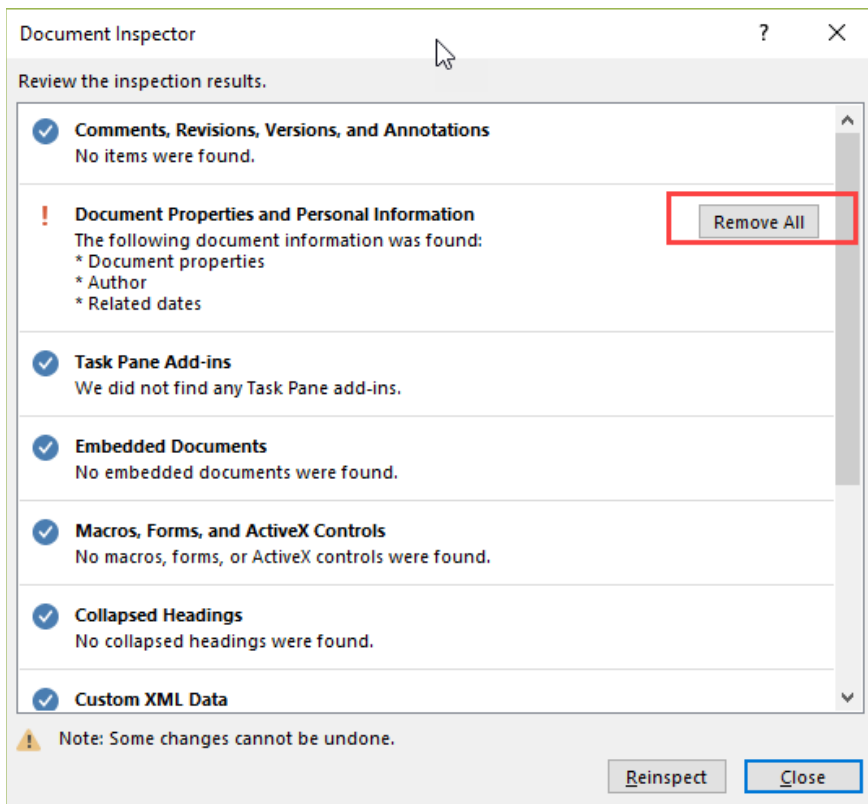 Document Inspector
?
Review the inspection results.
Comments, Revisions, Versions, and Annotations
No items were found.
! Document Properties and Personal Information
Remove All
The following document information was found:
* Document properties
* Author
* Related dates
Task Pane Add-ins
We did not find any Task Pane add-ins.
Embedded Documents
No embedded documents were found.
Macros, Forms, and ActiveX Controls
No macros, forms, or ActiveX controls were found.
Collapsed Headings
No collapsed headings were found.
Custom XML Data
Note: Some changes cannot be undone.
Reinspect
Close